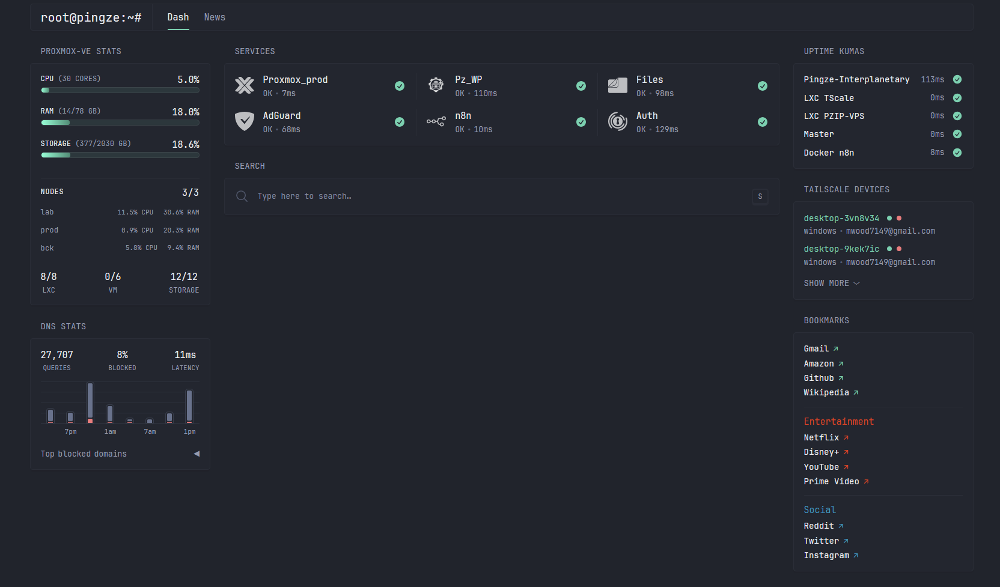 root@pingze:~#
Dash
News
PROXMOX-VE STATS
CPU (30 CORES) 5.0%
RAM (14/78 GB) 18.0%
STORAGE (377/2030 GB) 18.6%
NODES 3/3
lab 11.5% CPU 30.6% RAM
prod 0.9% CPU 20.3% RAM
bck 5.8% CPU 9.4% RAM
8/8 0/6 12/12
LXC VM STORAGE
DNS STATS
27,707 8% 11ms
QUERIES BLOCKED LATENCY
7pm 1am 7am 1pm
Top blocked domains
SERVICES
Proxmox_prod
OK • 7ms
Pz_WP
OK • 110ms
Files
OK • 98ms
AdGuard
OK • 68ms
n8n
OK • 10ms
Auth
OK • 129ms
SEARCH
Type here to search…
S
UPTIME KUMAS
Pingze-Interplanetary 113ms
LXC TScale 0ms
LXC PZIP-VPS 0ms
Master 0ms
Docker n8n 8ms
TAILSCALE DEVICES
desktop-3vn8v34
windows • mwood7149@gmail.com
desktop-9kek7ic
windows • mwood7149@gmail.com
SHOW MORE
BOOKMARKS
Gmail
Amazon
Github
Wikipedia
Entertainment
Netflix
Disney+
YouTube
Prime Video
Social
Reddit
Twitter
Instagram